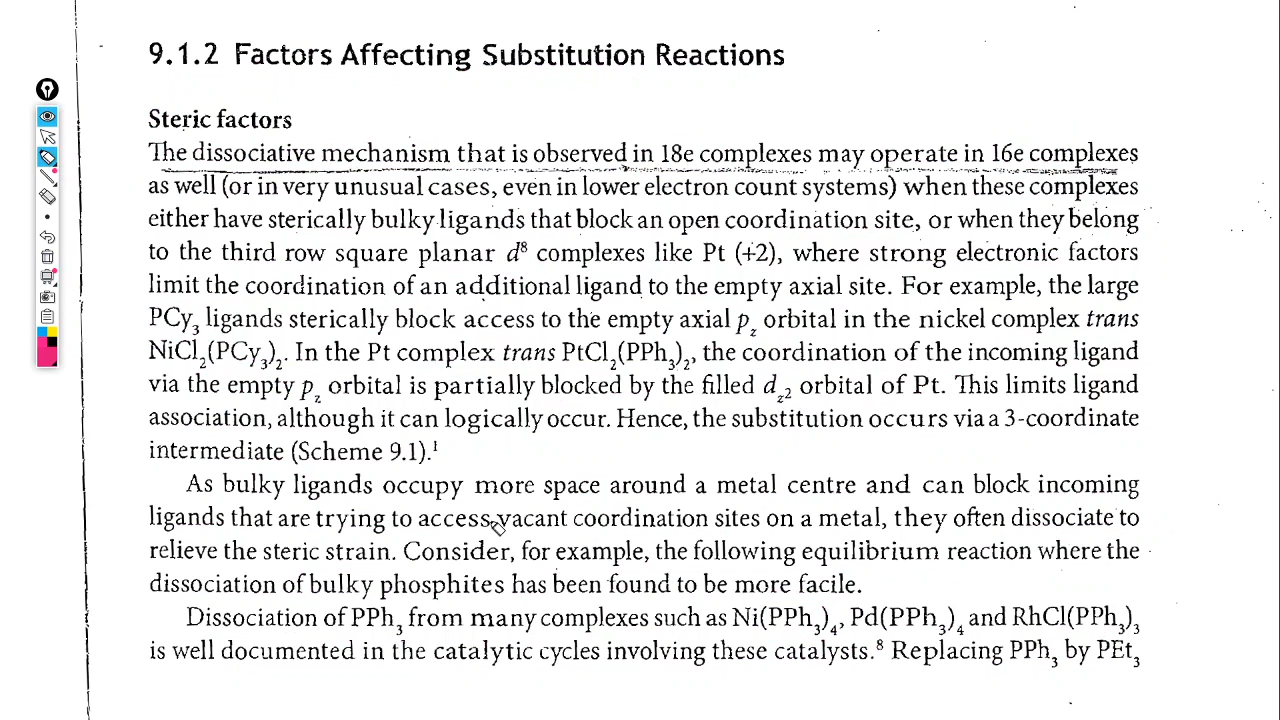 9.1.2 Factors Affecting Substitution Reactions
Steric factors
The dissociative mechanism that is observed in 18e complexes may operate in 16e complexes
as well (or in very unusual cases, even in lower electron count systems) when these complexes
either have sterically bulky ligands that block an open coordination site, or when they belong
to the third row square planar d⁸ complexes like Pt (+2), where strong electronic factors
limit the coordination of an additional ligand to the empty axial site. For example, the large
PCy₃ ligands sterically block access to the empty axial p_z orbital in the nickel complex trans
NiCl₂(PCy₃)₂. In the Pt complex trans PtCl₂(PPh₃)₂, the coordination of the incoming ligand
via the empty p_z orbital is partially blocked by the filled d_z2 orbital of Pt. This limits ligand
association, although it can logically occur. Hence, the substitution occurs via a 3-coordinate
intermediate (Scheme 9.1).¹
As bulky ligands occupy more space around a metal centre and can block incoming
ligands that are trying to access vacant coordination sites on a metal, they often dissociate to
relieve the steric strain. Consider, for example, the following equilibrium reaction where the
dissociation of bulky phosphites has been found to be more facile.
Dissociation of PPh₃ from many complexes such as Ni(PPh₃)₄, Pd(PPh₃)₄ and RhCl(PPh₃)₃
is well documented in the catalytic cycles involving these catalysts.⁸ Replacing PPh₃ by PEt₃